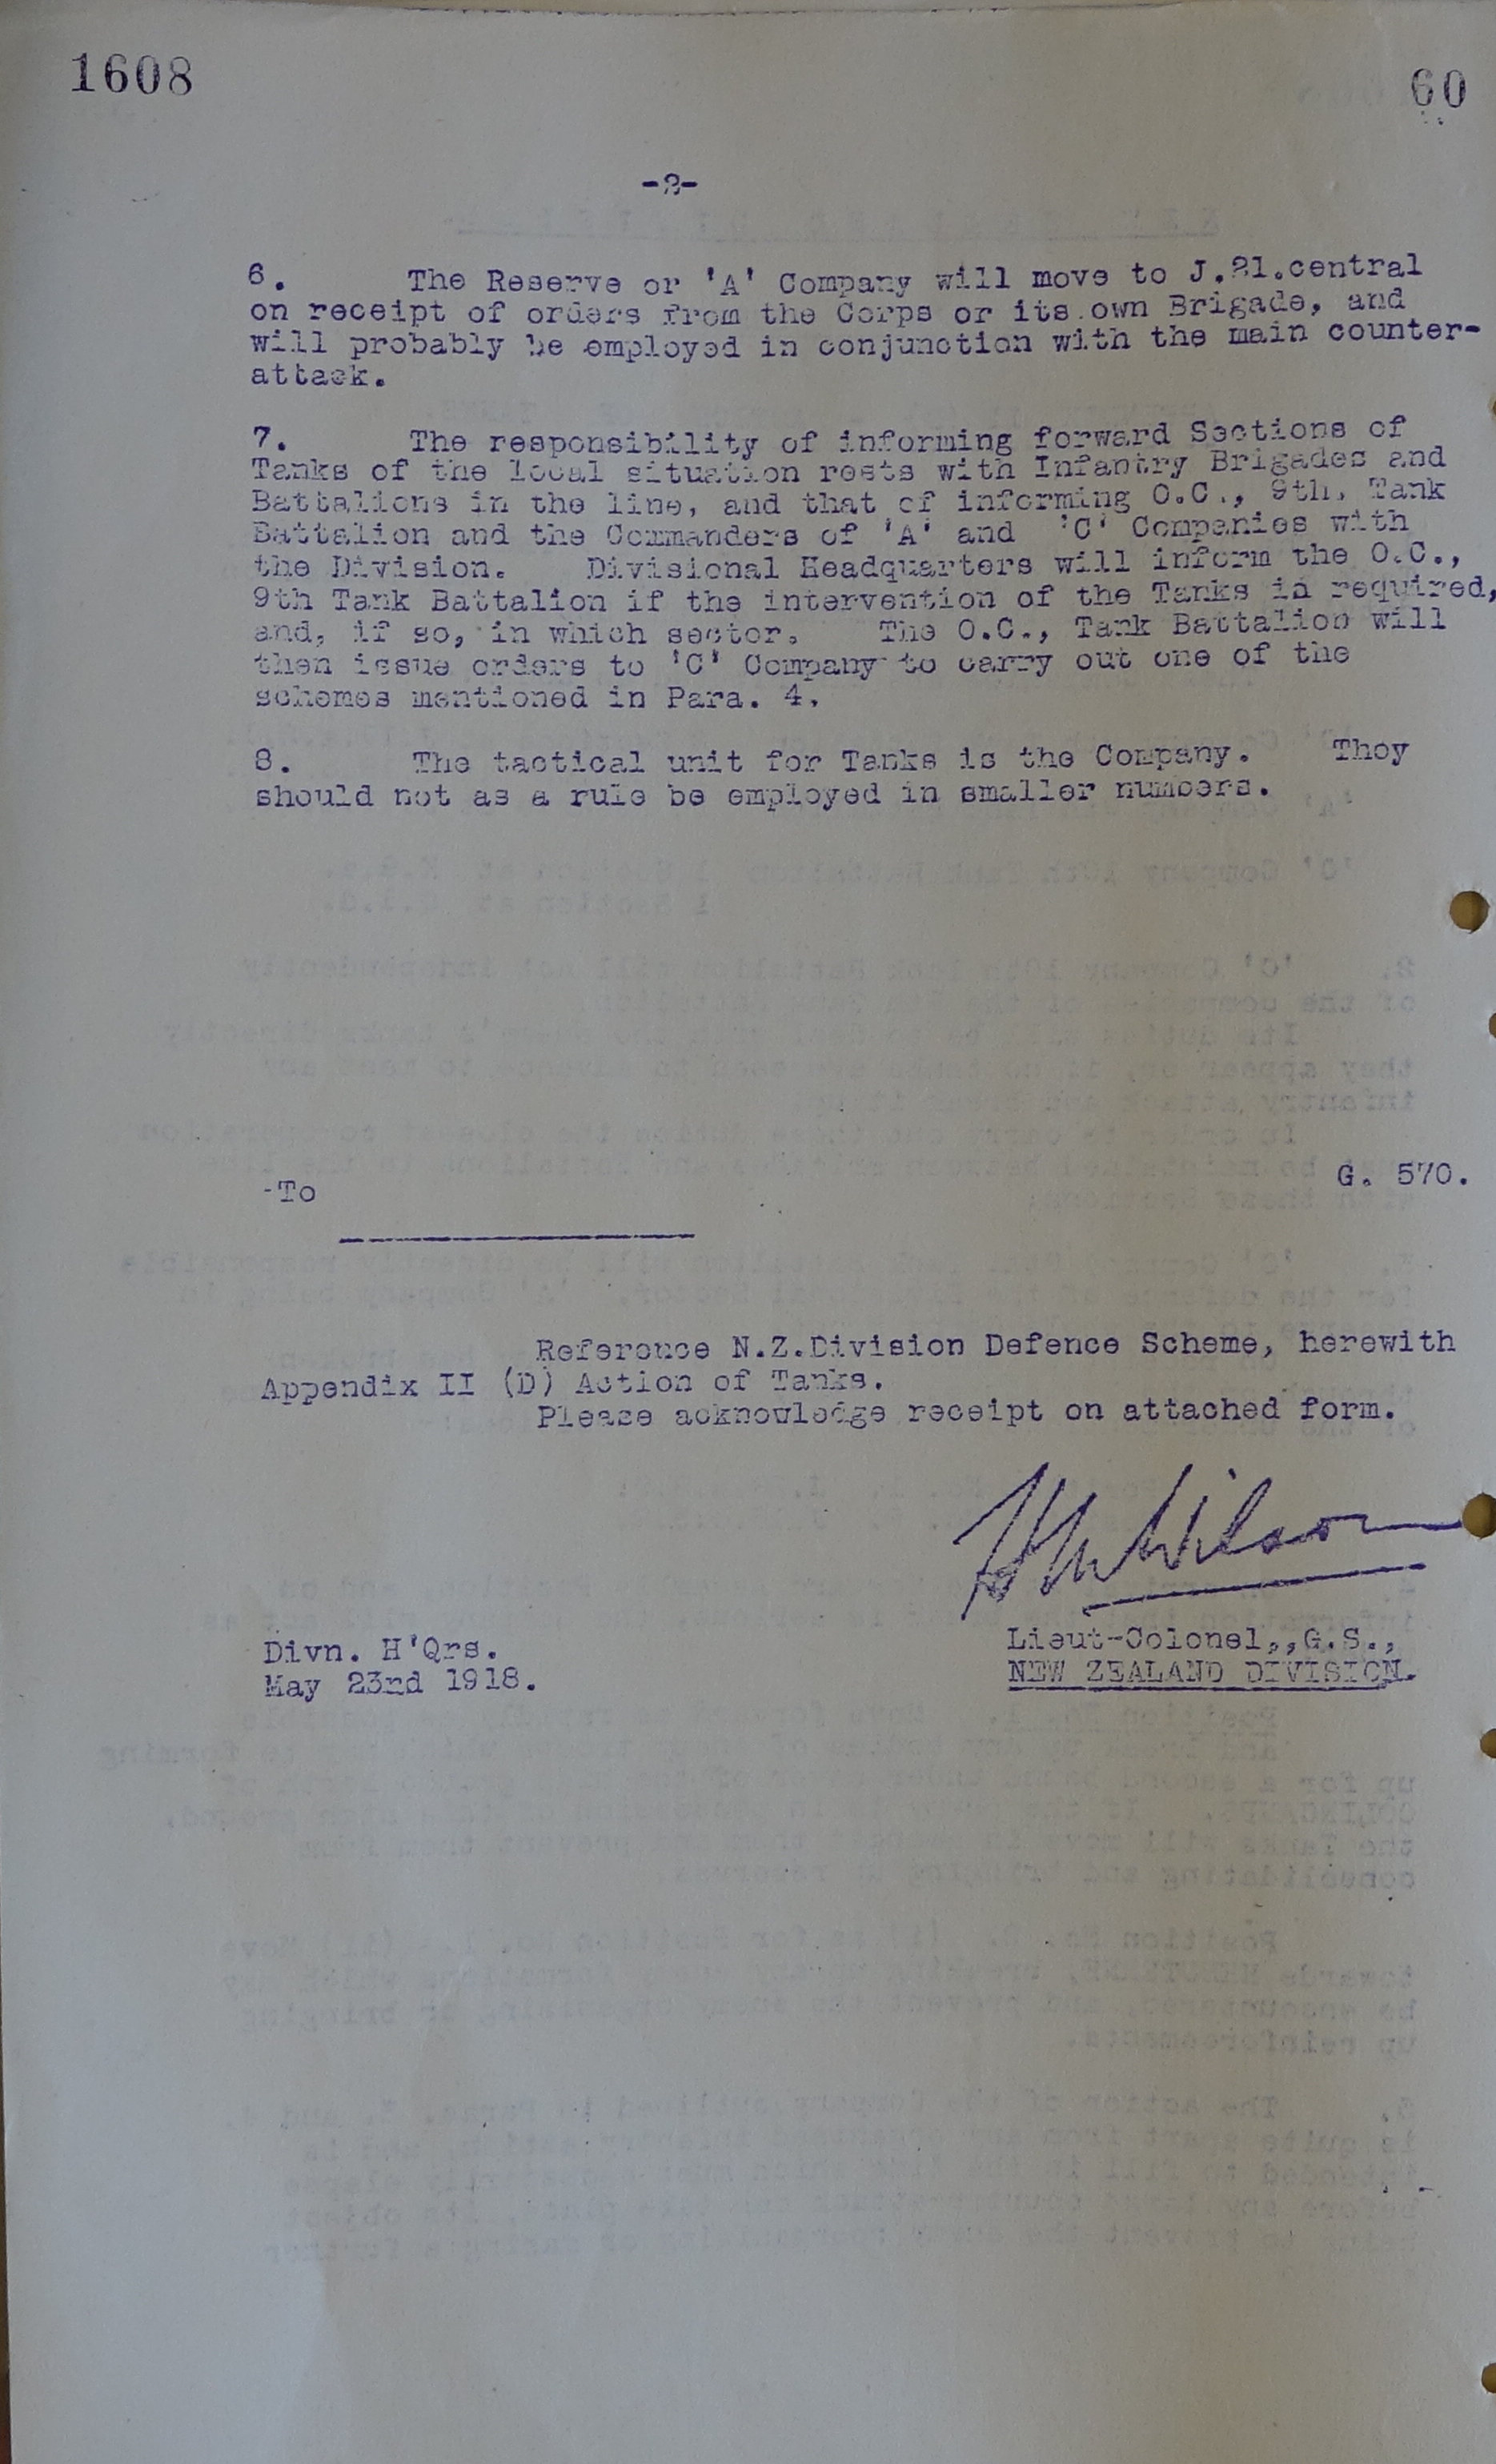 1608
60
-2-
6. The Reserve or 'A' Company will move to J.21.central
on receipt of orders from the Corps or its own Brigade, and
will probably be employed in conjunction with the main counter-
attack.
7. The responsibility of informing forward Sections of
Tanks of the local situation rests with Infantry Brigades and
Battalions in the line, and that of informing O.C., 9th. Tank
Battalion and the Commanders of 'A' and 'C' Companies with
the Division. Divisional Headquarters will inform the O.C.,
9th Tank Battalion if the intervention of the Tanks is required,
and, if so, in which sector. The O.C., Tank Battalion will
then issue orders to 'C' Company to carry out one of the
schemes mentioned in Para. 4.
8. The tactical unit for Tanks is the Company. They
should not as a rule be employed in smaller numbers.
G. 570.
-To
Reference N.Z.Division Defence Scheme, herewith
Appendix II (D) Action of Tanks.
Please acknowledge receipt on attached form.
Wilson
Divn. H'Qrs.
May 23rd 1918.
Lieut-Colonel,,G.S.,
NEW ZEALAND DIVISION.